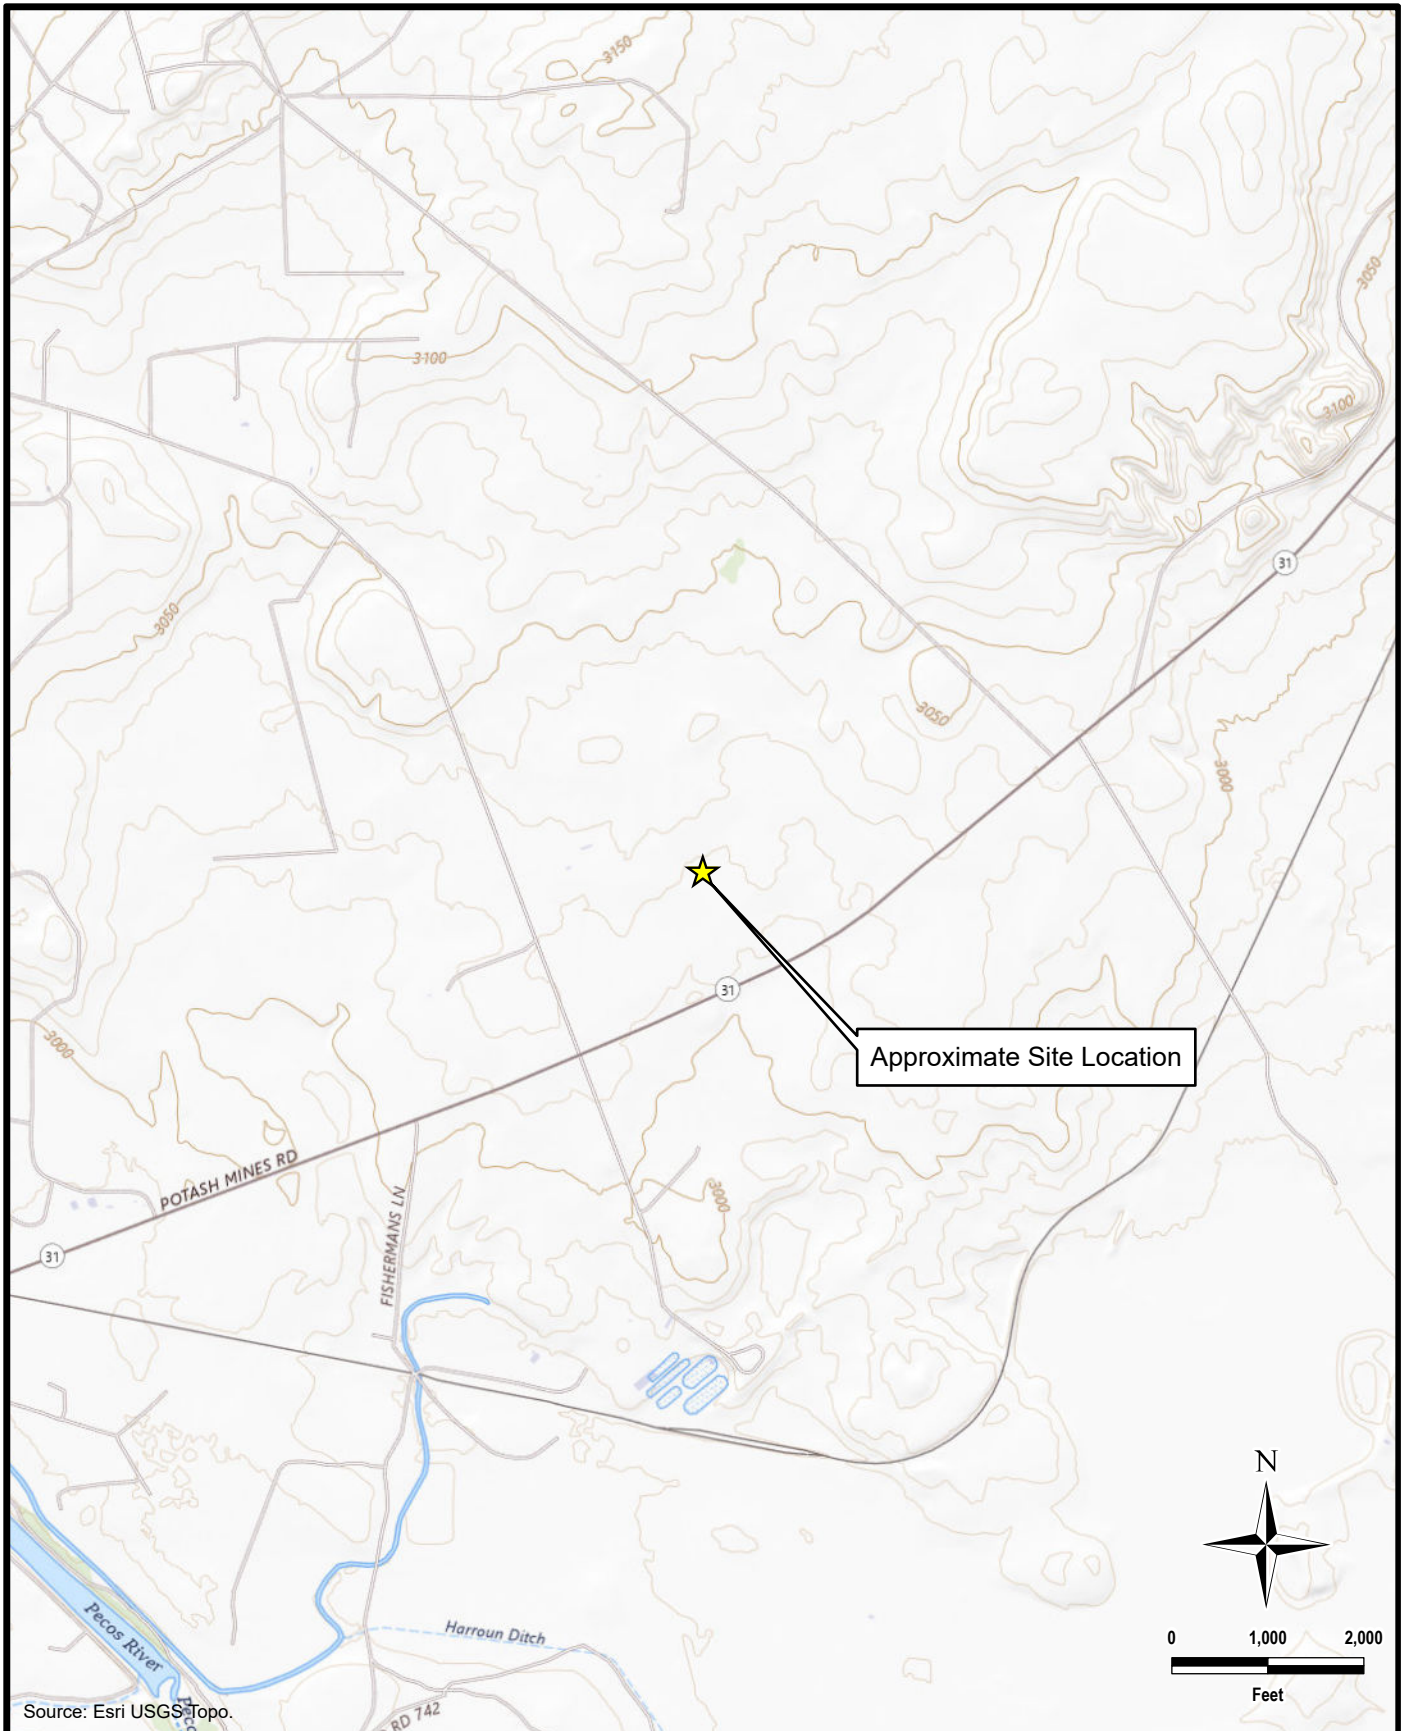 3150
3050
3100
3100
3050
31
3050
3000
31
3000
Approximate Site Location
POTASH MINES RD
FISHERMANS LN
3000
31
N
0 1,000 2,000
Feet
Pecos River
Harroun Ditch
Source: Esri USGS Topo.
RD 742